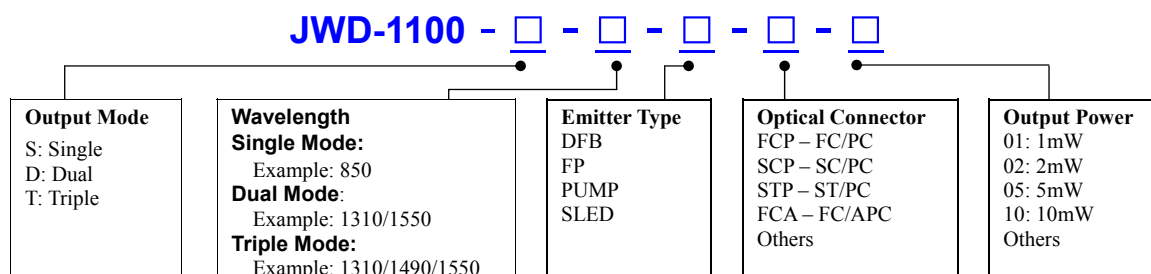 JWD-1100 - □ - □ - □ - □ - □
Output Mode
S: Single
D: Dual
T: Triple
Wavelength
Single Mode:
Example: 850
Dual Mode:
Example: 1310/1550
Triple Mode:
Example: 1310/1490/1550
Emitter Type
DFB
FP
PUMP
SLED
Optical Connector
FCP – FC/PC
SCP – SC/PC
STP – ST/PC
FCA – FC/APC
Others
Output Power
01: 1mW
02: 2mW
05: 5mW
10: 10mW
Others